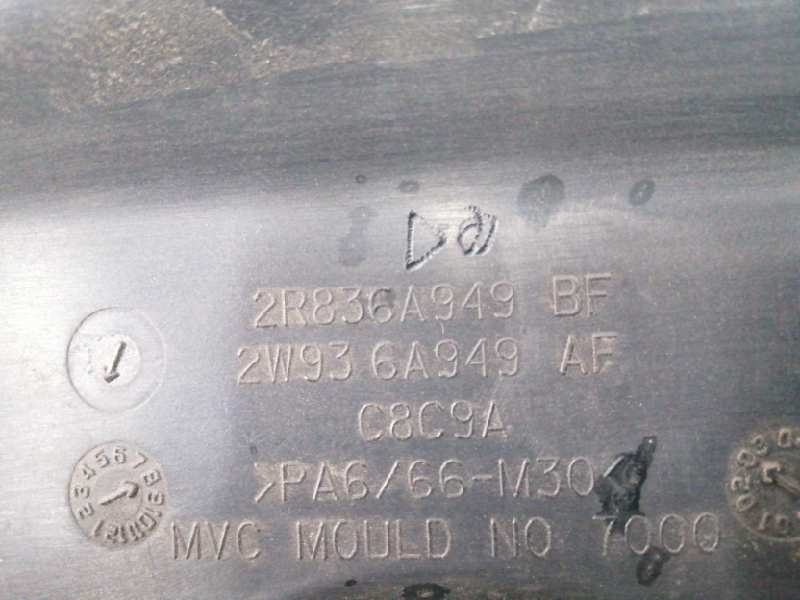 2R836A949 BF
2W93 6A949 AF
C8C9A
>PA6/66-M30
MVC MOULD NO 7000